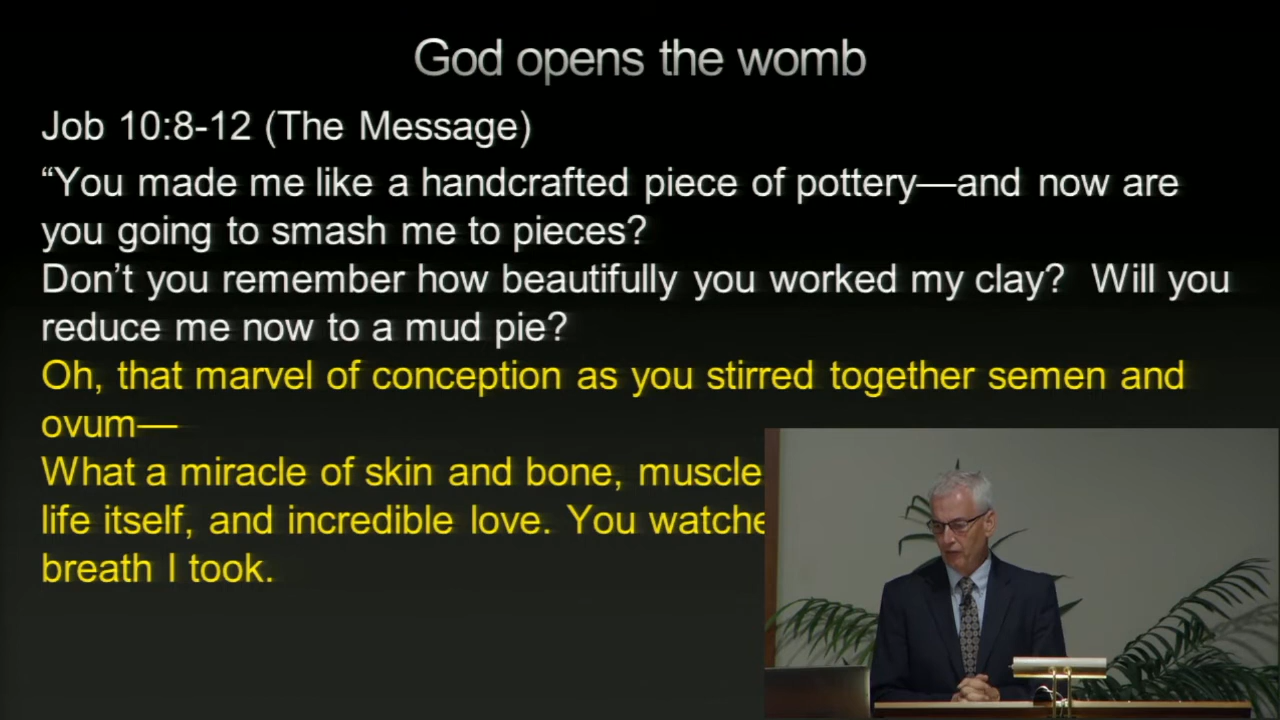 God opens the womb
Job 10:8-12 (The Message)
“You made me like a handcrafted piece of pottery—and now are
you going to smash me to pieces?
Don’t you remember how beautifully you worked my clay?  Will you
reduce me now to a mud pie?
Oh, that marvel of conception as you stirred together semen and
ovum—
What a miracle of skin and bone, muscle
life itself, and incredible love. You
breath I took.